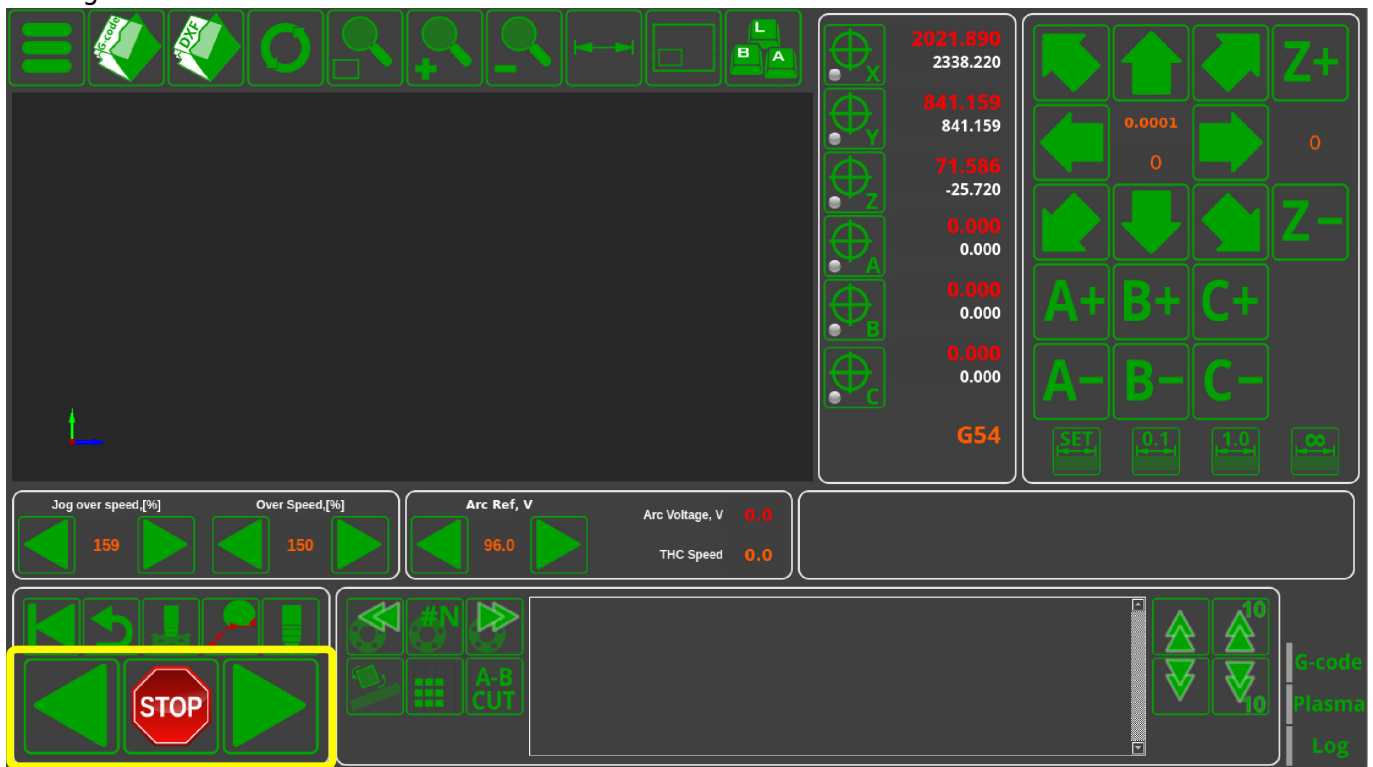 G-code
DXF
L
B
A
X
2021.890
2338.220
Y
841.159
841.159
Z
71.586
-25.720
A
0.000
0.000
B
0.000
0.000
C
0.000
0.000
G54
Z+
0.0001
0
0
Z-
A+ B+ C+
A- B- C-
SET 0.1 1.0 ∞
Jog over speed,[%]
159
Over Speed,[%]
150
Arc Ref, V
96.0
Arc Voltage, V 0.0
THC Speed 0.0
STOP
#N
A-B
CUT
10
10
G-code
Plasma
Log